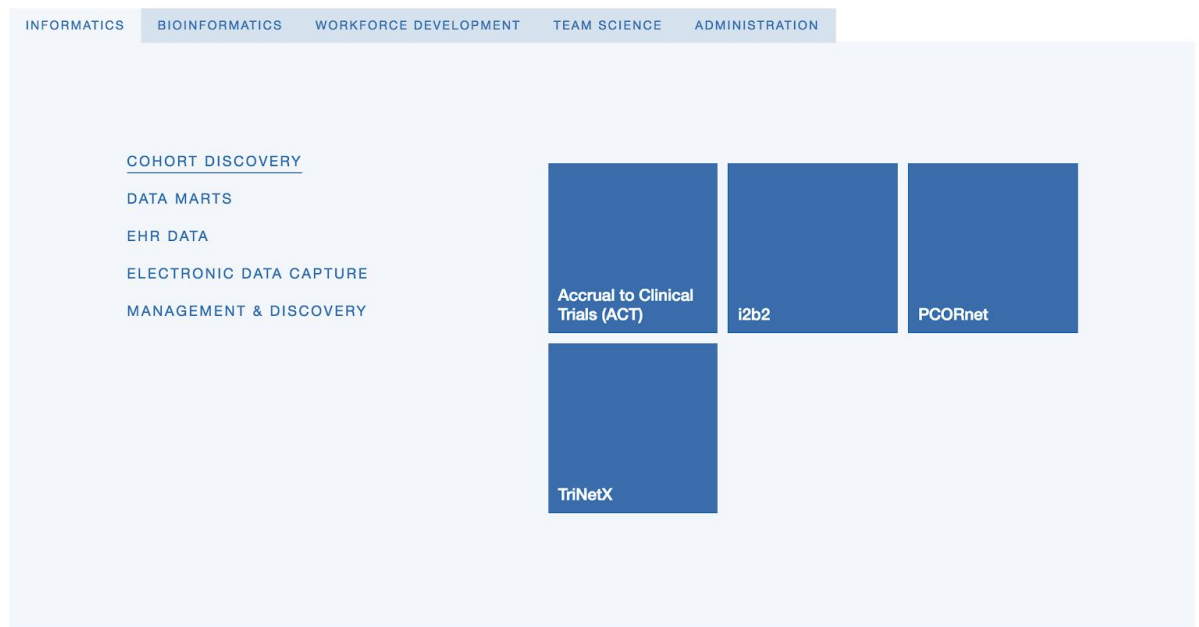 INFORMATICS BIOINFORMATICS WORKFORCE DEVELOPMENT TEAM SCIENCE ADMINISTRATION
COHORT DISCOVERY
DATA MARTS
EHR DATA
ELECTRONIC DATA CAPTURE
MANAGEMENT & DISCOVERY
Accrual to Clinical
Trials (ACT)
i2b2
PCORnet
TriNetX